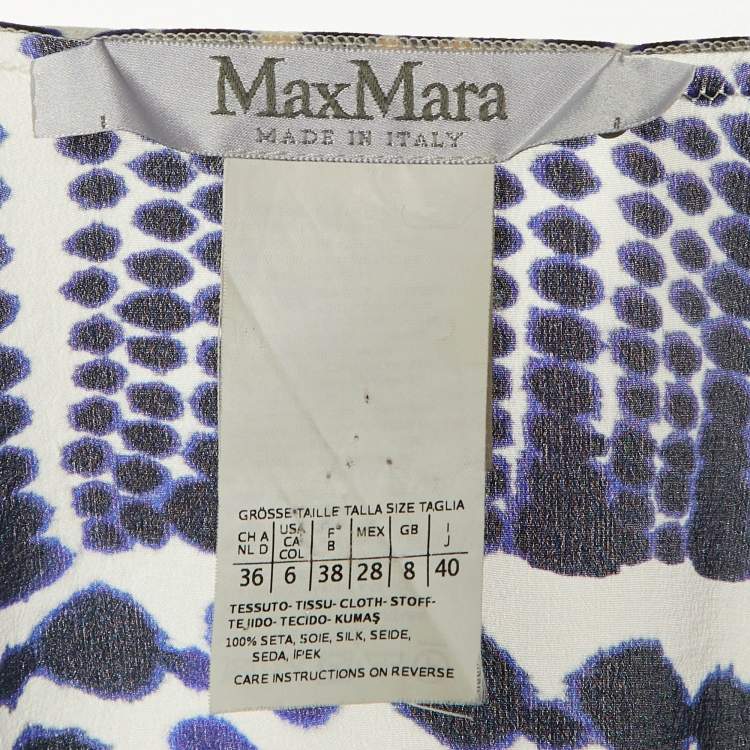 MaxMara
MADE IN ITALY
GRÖSSE TAILLE TALLA SIZE TAGLIA
CH A NL D USA CA COL F B MEX GB I J
36 6 38 28 8 40
TESSUTO-TISSU-CLOTH-STOFF-
TEJIDO-TECIDO-KUMAŞ
100% SETA, SOIE, SILK, SEIDE,
SEDA, IPEK
CARE INSTRUCTIONS ON REVERSE